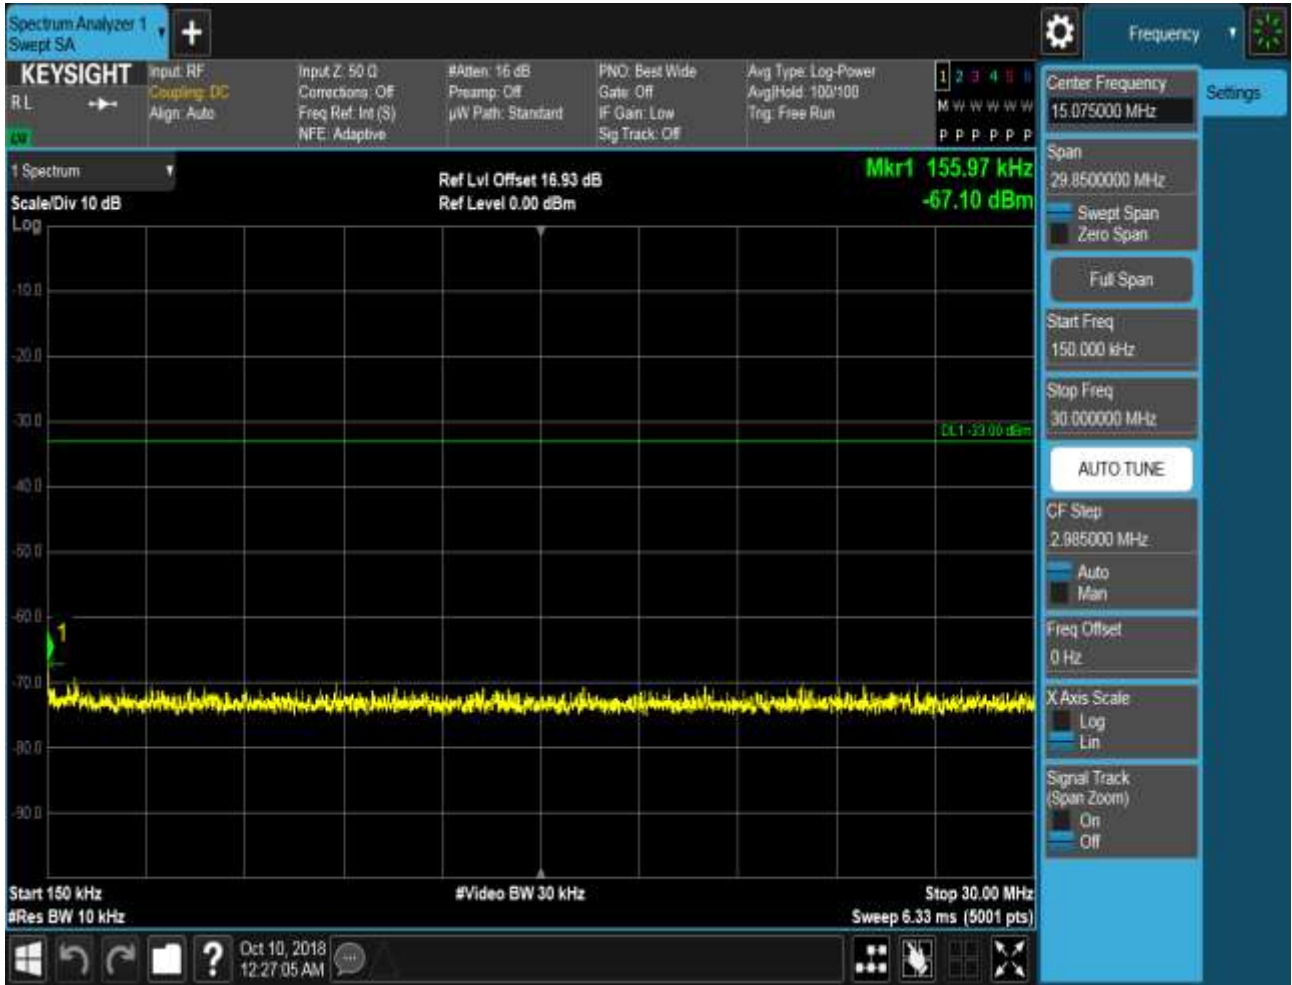 Spectrum Analyzer 1
Swept SA
+
Frequency
KEYSIGHT
RL
LXI
Input: RF
Coupling: DC
Align: Auto
Input Z: 50 Ω
Corrections: Off
Freq Ref: Int (S)
NFE: Adaptive
#Atten: 16 dB
Preamp: Off
µW Path: Standard
PNO: Best Wide
Gate: Off
IF Gain: Low
Sig Track: Off
Avg Type: Log-Power
Avg|Hold: 100/100
Trig: Free Run
1 2 3 4 5 6
M W W W W W
P P P P P P
1 Spectrum
Scale/Div 10 dB
Log
Ref Lvl Offset 16.93 dB
Ref Level 0.00 dBm
Mkr1 155.97 kHz
-67.10 dBm
-10.0
-20.0
-30.0
DL1 -33.00 dBm
-40.0
-50.0
-60.0
1
-70.0
-80.0
-90.0
Start 150 kHz
#Res BW 10 kHz
#Video BW 30 kHz
Stop 30.00 MHz
Sweep 6.33 ms (5001 pts)
Center Frequency
15.075000 MHz
Span
29.8500000 MHz
Swept Span
Zero Span
Full Span
Start Freq
150.000 kHz
Stop Freq
30.000000 MHz
AUTO TUNE
CF Step
2.985000 MHz
Auto
Man
Freq Offset
0 Hz
X Axis Scale
Log
Lin
Signal Track
(Span Zoom)
On
Off
Settings
?
Oct 10, 2018
12:27:05 AM